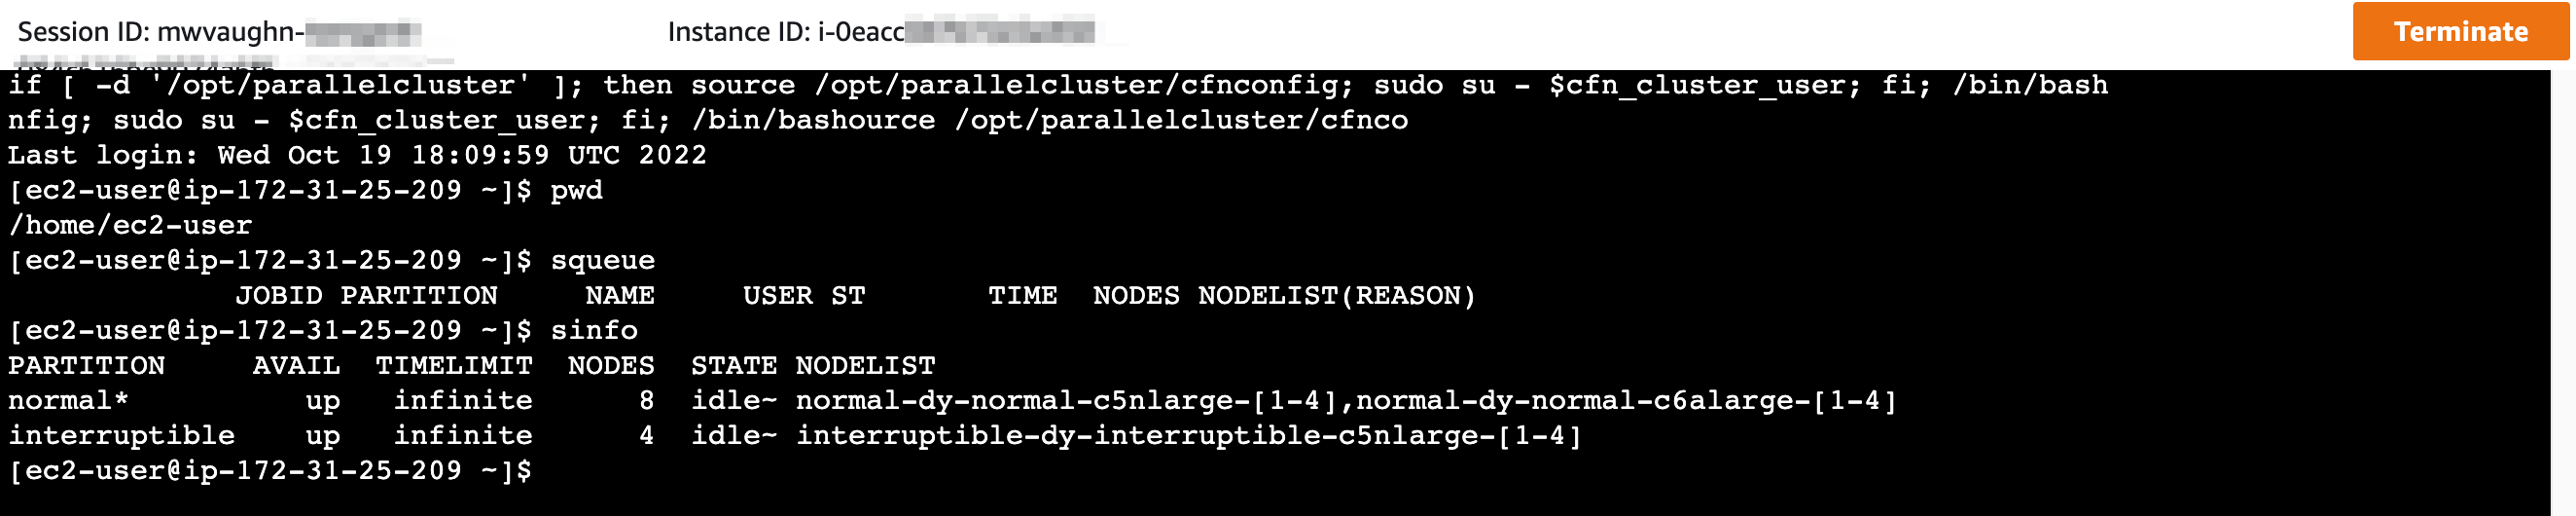 Session ID: mwvaughn-
Instance ID: i-0eacc
Terminate
if [ -d '/opt/parallelcluster' ]; then source /opt/parallelcluster/cfnconfig; sudo su - $cfn_cluster_user; fi; /bin/bash
nfig; sudo su - $cfn_cluster_user; fi; /bin/bashource /opt/parallelcluster/cfnco
Last login: Wed Oct 19 18:09:59 UTC 2022
[ec2-user@ip-172-31-25-209 ~]$ pwd
/home/ec2-user
[ec2-user@ip-172-31-25-209 ~]$ squeue
             JOBID PARTITION     NAME     USER ST       TIME  NODES NODELIST(REASON)
[ec2-user@ip-172-31-25-209 ~]$ sinfo
PARTITION     AVAIL  TIMELIMIT  NODES  STATE NODELIST
normal*          up   infinite      8  idle~ normal-dy-normal-c5nlarge-[1-4],normal-dy-normal-c6alarge-[1-4]
interruptible    up   infinite      4  idle~ interruptible-dy-interruptible-c5nlarge-[1-4]
[ec2-user@ip-172-31-25-209 ~]$